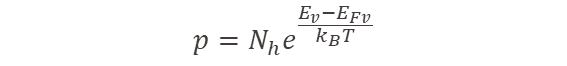 $p = N_h e^{\frac{E_v - E_{Fv}}{k_B T}}$